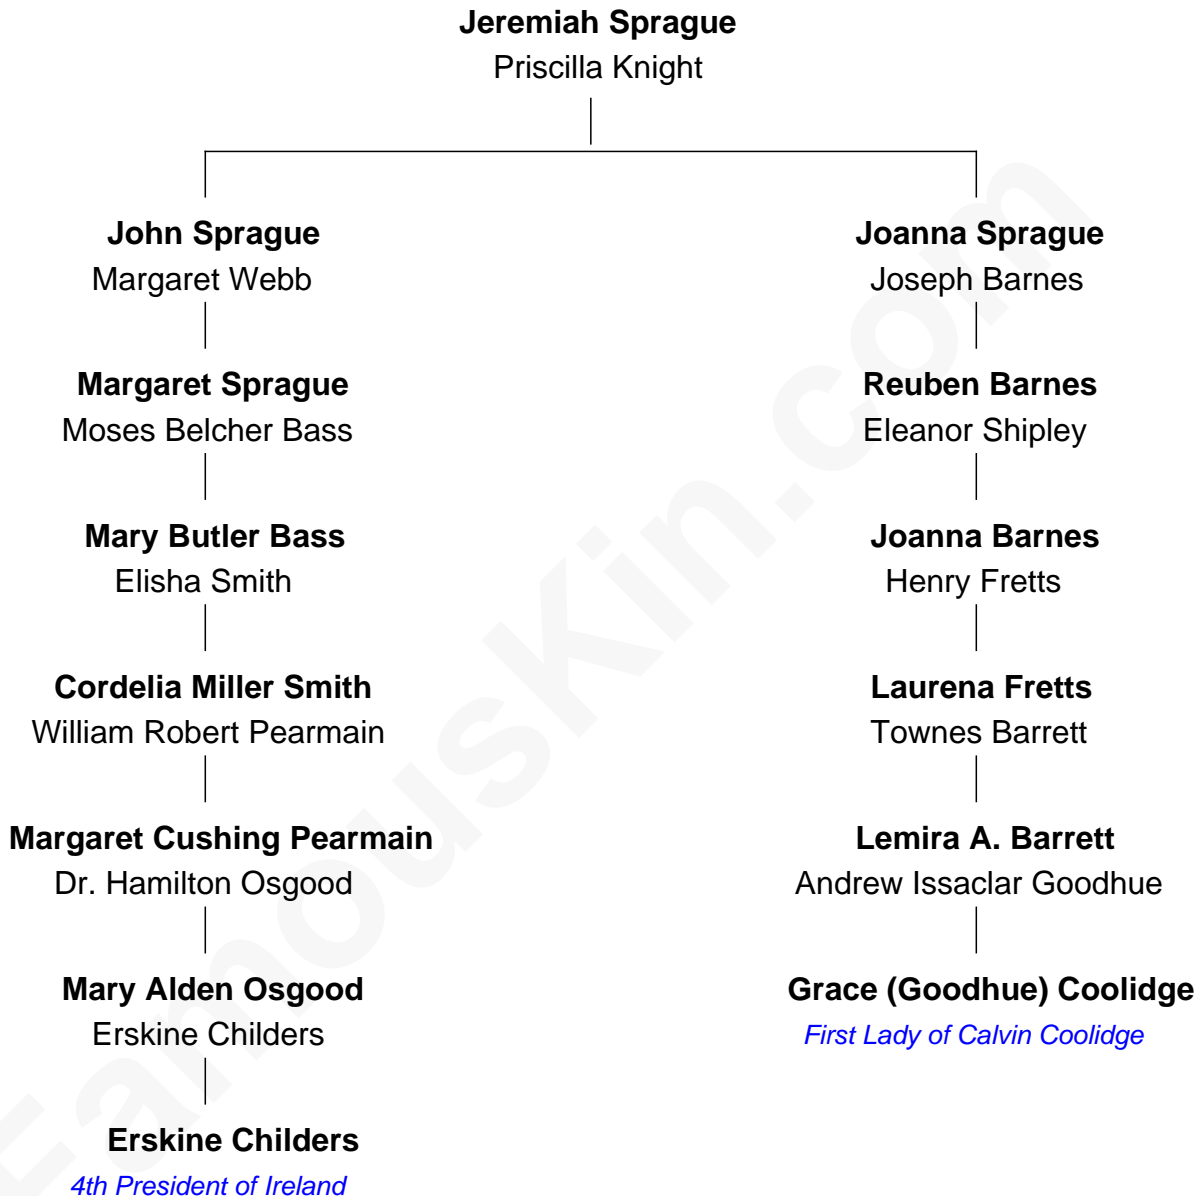 Jeremiah Sprague
Priscilla Knight
John Sprague
Margaret Webb
Joanna Sprague
Joseph Barnes
Margaret Sprague
Moses Belcher Bass
Reuben Barnes
Eleanor Shipley
Mary Butler Bass
Elisha Smith
Joanna Barnes
Henry Fretts
Cordelia Miller Smith
William Robert Pearmain
Laurena Fretts
Townes Barrett
Margaret Cushing Pearmain
Dr. Hamilton Osgood
Lemira A. Barrett
Andrew Issaclar Goodhue
Mary Alden Osgood
Erskine Childers
Grace (Goodhue) Coolidge
First Lady of Calvin Coolidge
Erskine Childers
4th President of Ireland
FamousKin.com